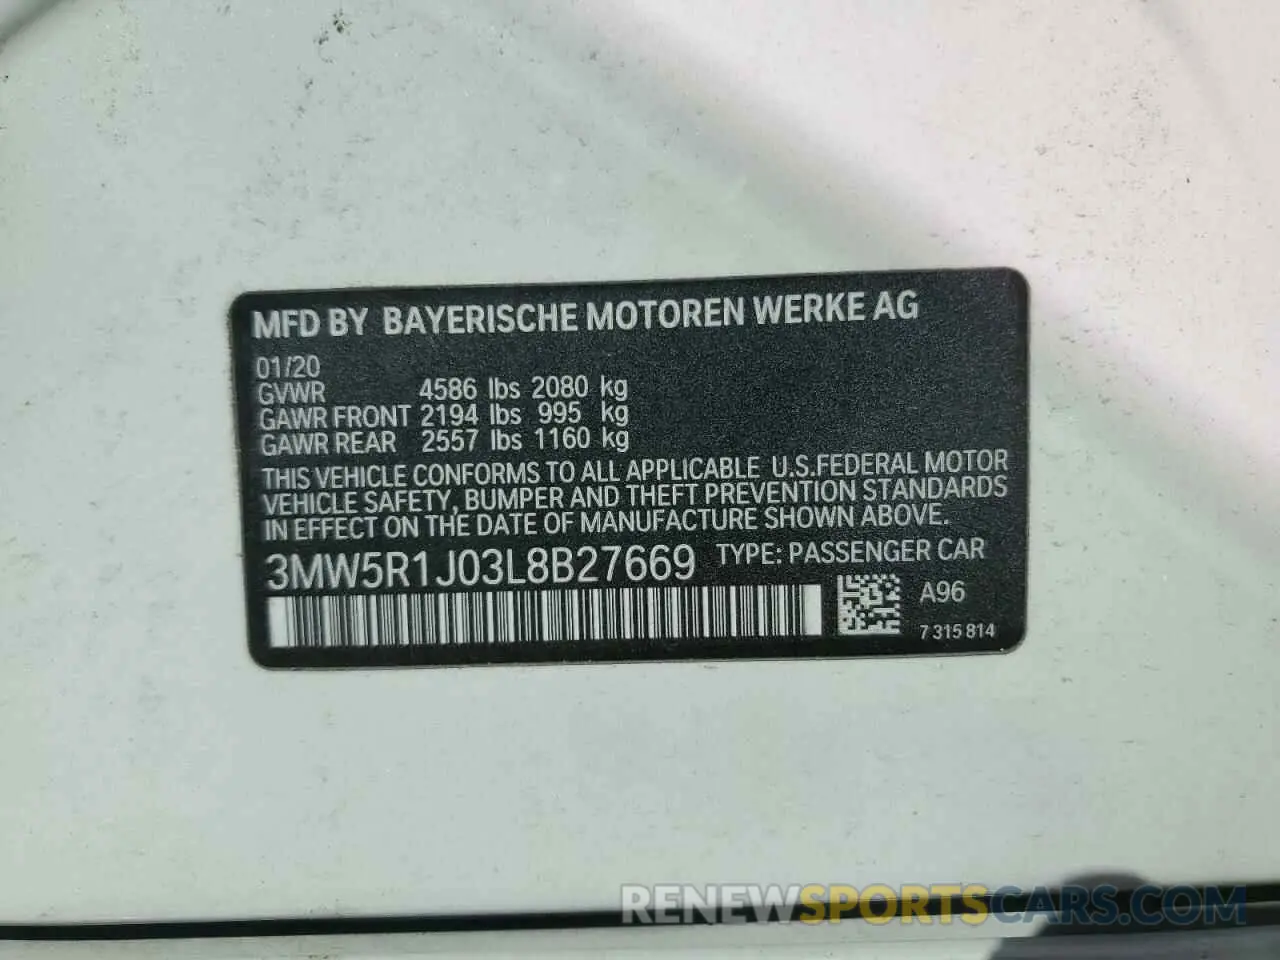 MFD BY BAYERISCHE MOTOREN WERKE AG
01/20
GVWR 4586 lbs 2080 kg
GAWR FRONT 2194 lbs 995 kg
GAWR REAR 2557 lbs 1160 kg
THIS VEHICLE CONFORMS TO ALL APPLICABLE U.S.FEDERAL MOTOR
VEHICLE SAFETY, BUMPER AND THEFT PREVENTION STANDARDS
IN EFFECT ON THE DATE OF MANUFACTURE SHOWN ABOVE.
3MW5R1J03L8B27669 TYPE: PASSENGER CAR
A96
7 315 814
RENEWSPORTSCARS.COM